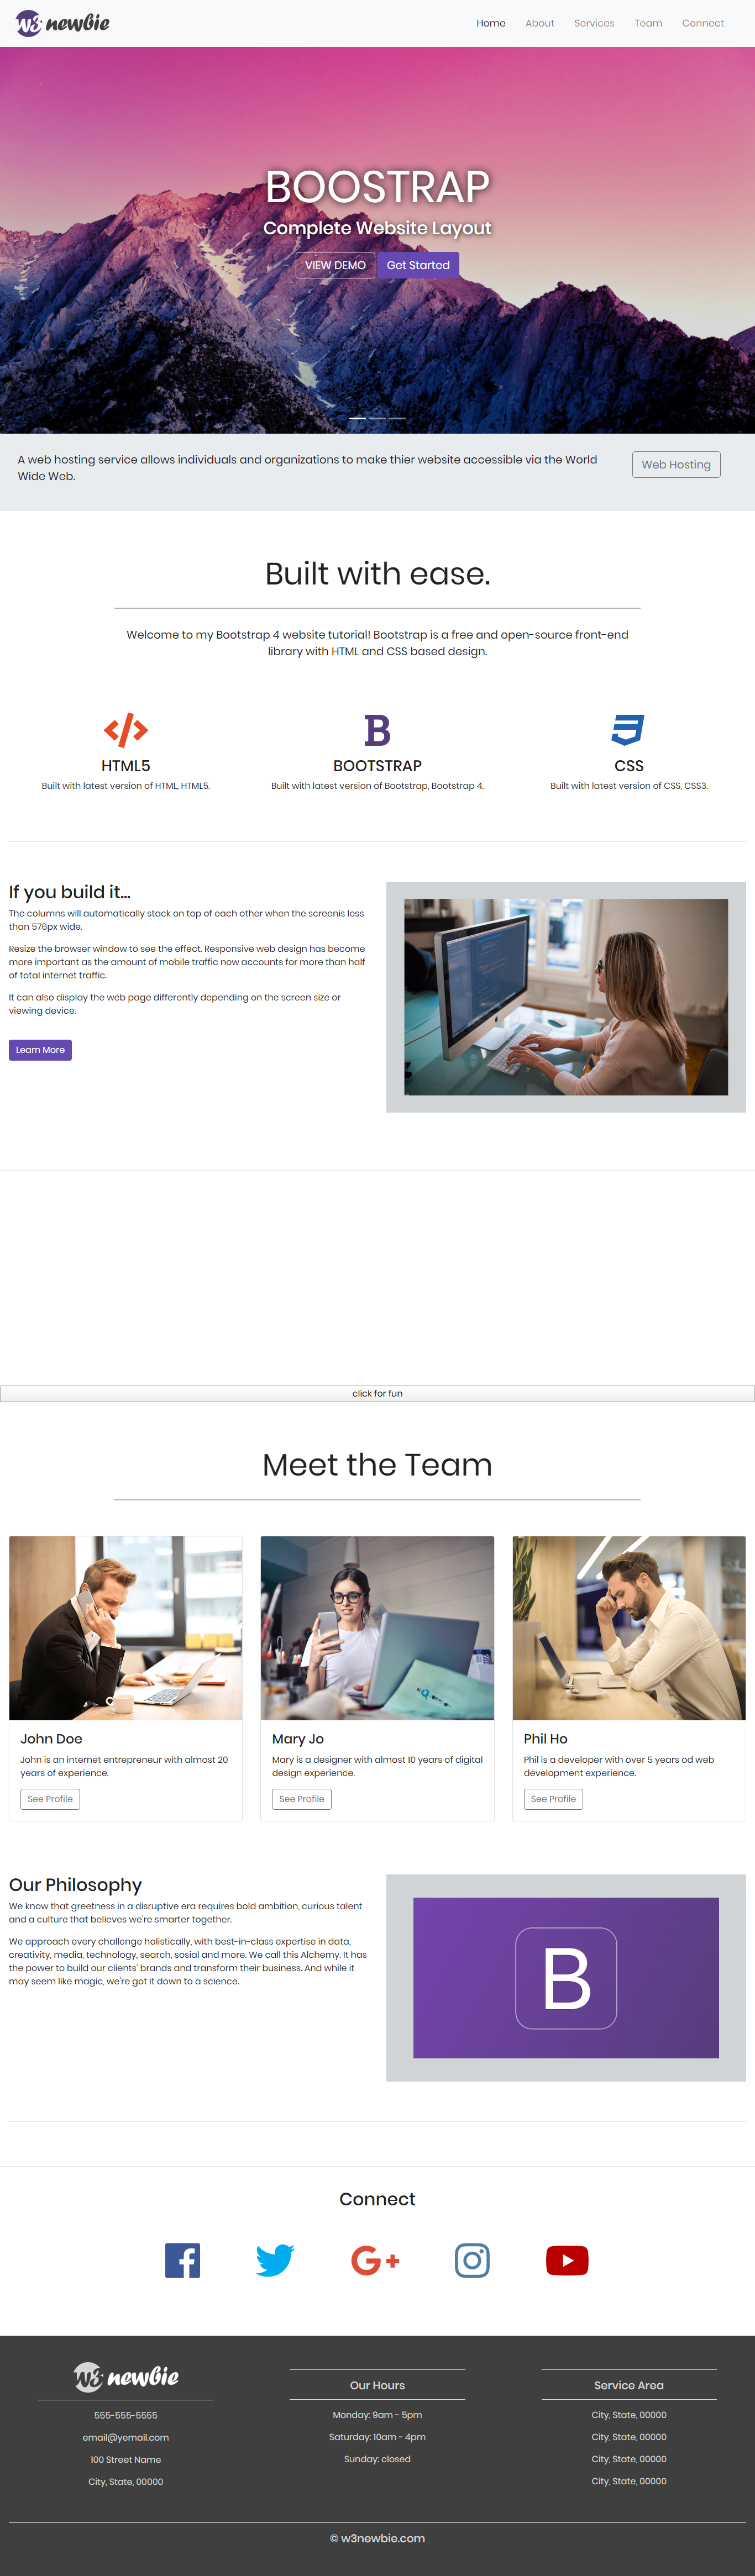 W3 newbie
Home About Services Team Connect
BOOSTRAP
Complete Website Layout
VIEW DEMO Get Started
A web hosting service allows individuals and organizations to make thier website accessible via the World
Wide Web.
Web Hosting
Built with ease.
Welcome to my Bootstrap 4 website tutorial! Bootstrap is a free and open-source front-end
library with HTML and CSS based design.
B
HTML5
Built with latest version of HTML, HTML5.
BOOTSTRAP
Built with latest version of Bootstrap, Bootstrap 4.
CSS
Built with latest version of CSS, CSS3.
If you build it...
The columns will automatically stack on top of each other when the screenis less
than 576px wide.
Resize the browser window to see the effect. Responsive web design has become
more important as the amount of mobile traffic now accounts for more than half
of total internet traffic.
It can also display the web page differently depending on the screen size or
viewing device.
Learn More
click for fun
Meet the Team
John Doe
John is an internet entrepreneur with almost 20
years of experience.
See Profile
Mary Jo
Mary is a designer with almost 10 years of digital
design experience.
See Profile
Phil Ho
Phil is a developer with over 5 years od web
development experience.
See Profile
Our Philosophy
We know that greetness in a disruptive era requires bold ambition, curious talent
and a culture that believes we're smarter together.
We approach every challenge holistically, with best-in-class expertise in data,
creativity, media, technology, search, sosial and more. We call this Alchemy. It has
the power to build our clients' brands and transform their business. And while it
may seem like magic, we're got it down to a science.
B
Connect
f
G+
W3 newbie
555-555-5555
email@yemail.com
100 Street Name
City, State, 00000
Our Hours
Monday: 9am - 5pm
Saturday: 10am - 4pm
Sunday: closed
Service Area
City, State, 00000
City, State, 00000
City, State, 00000
City, State, 00000
© w3newbie.com